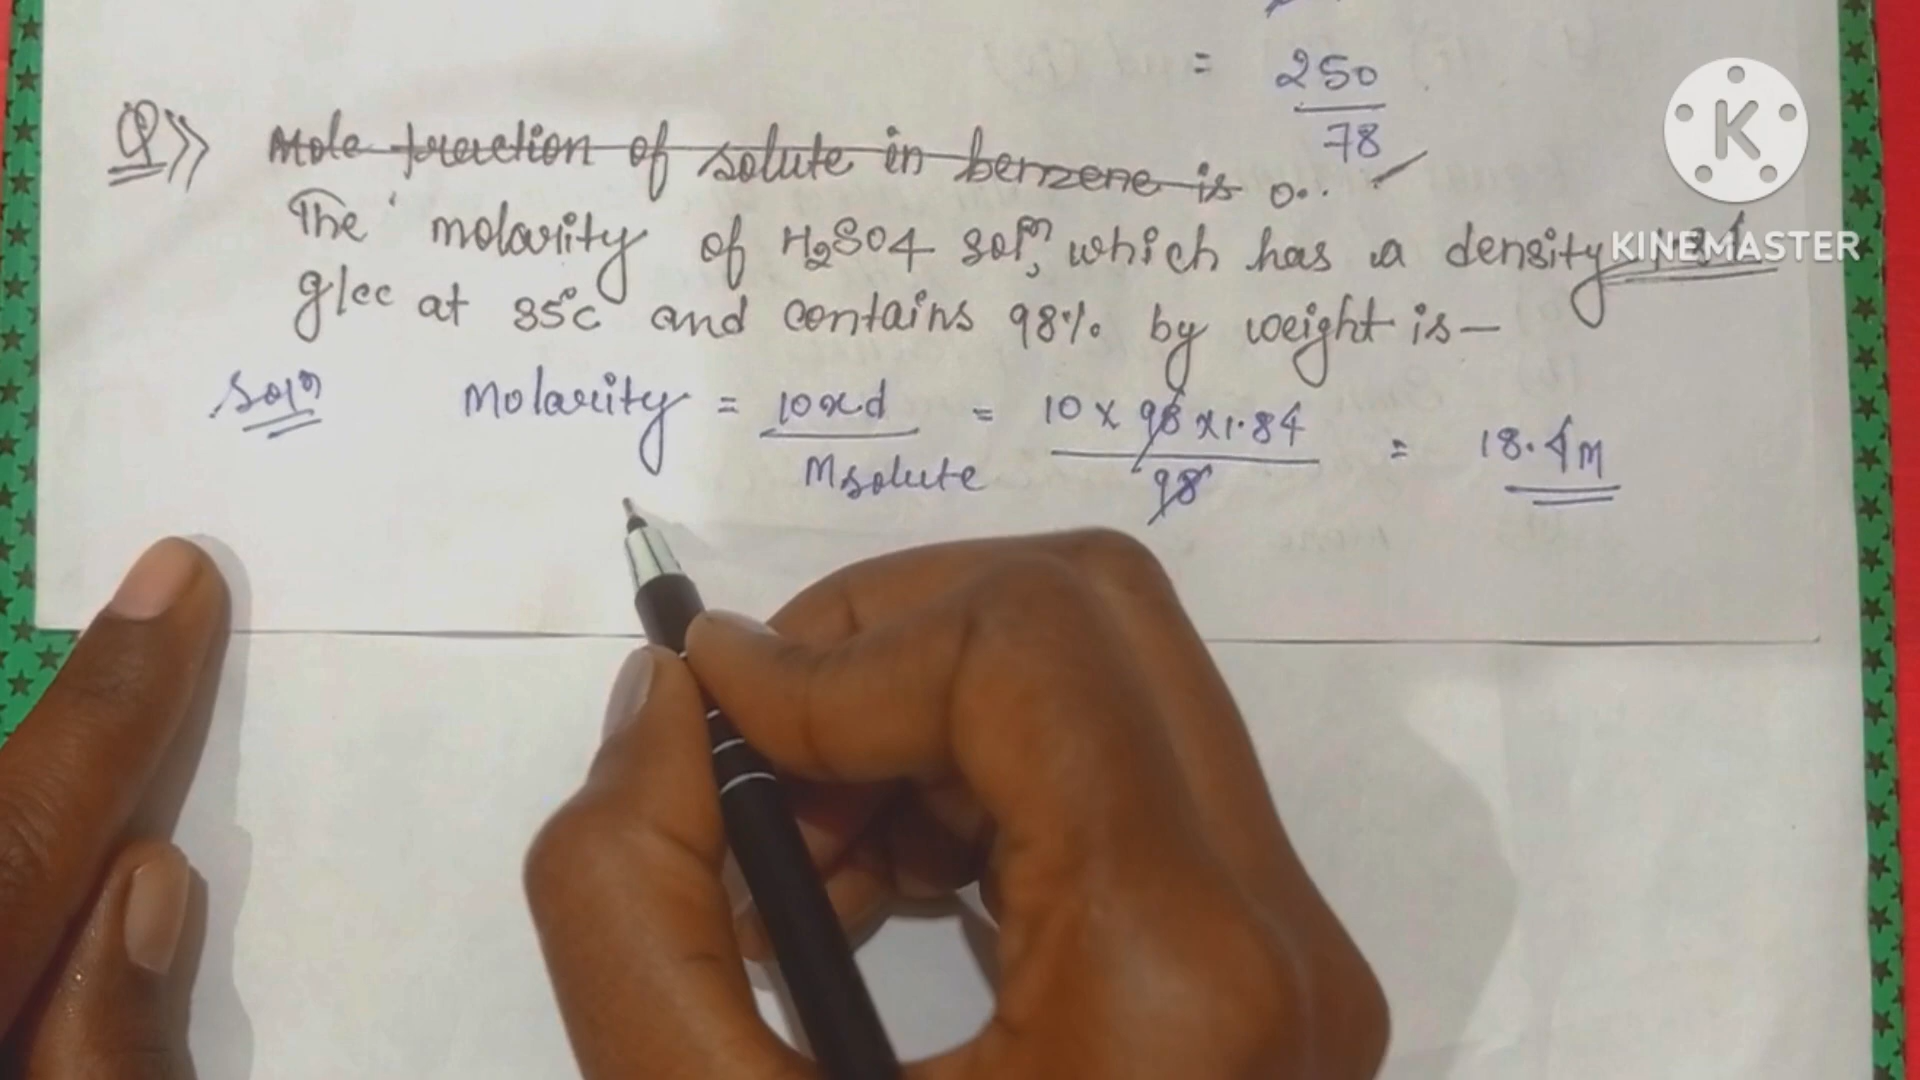 = 250
78
Q>> Mole fraction of solute in benzene is 0..
The molarity of H2SO4 solⁿ, which has a density
g/cc at 35°C and contains 98% by weight is —
Solⁿ Molarity = 10xd / Msolute = 10 x 98 x 1.84 / 98 = 18.4M
K
KINEMASTER